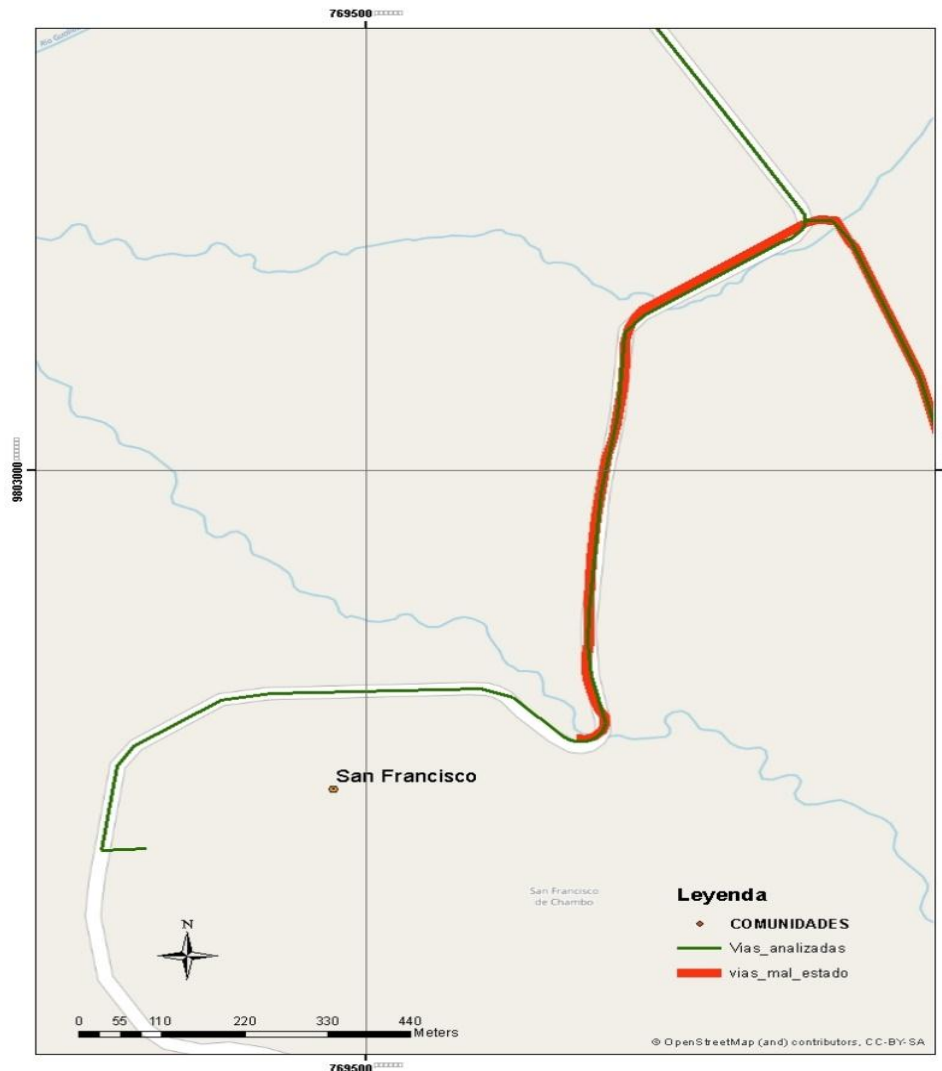 769500
9803000
San Francisco
San Francisco
de Chambo
Leyenda
COMUNIDADES
Vias_analizadas
vias_mal_estado
N
0 55 110 220 330 440
Meters
© OpenStreetMap (and) contributors, CC-BY-SA
769500